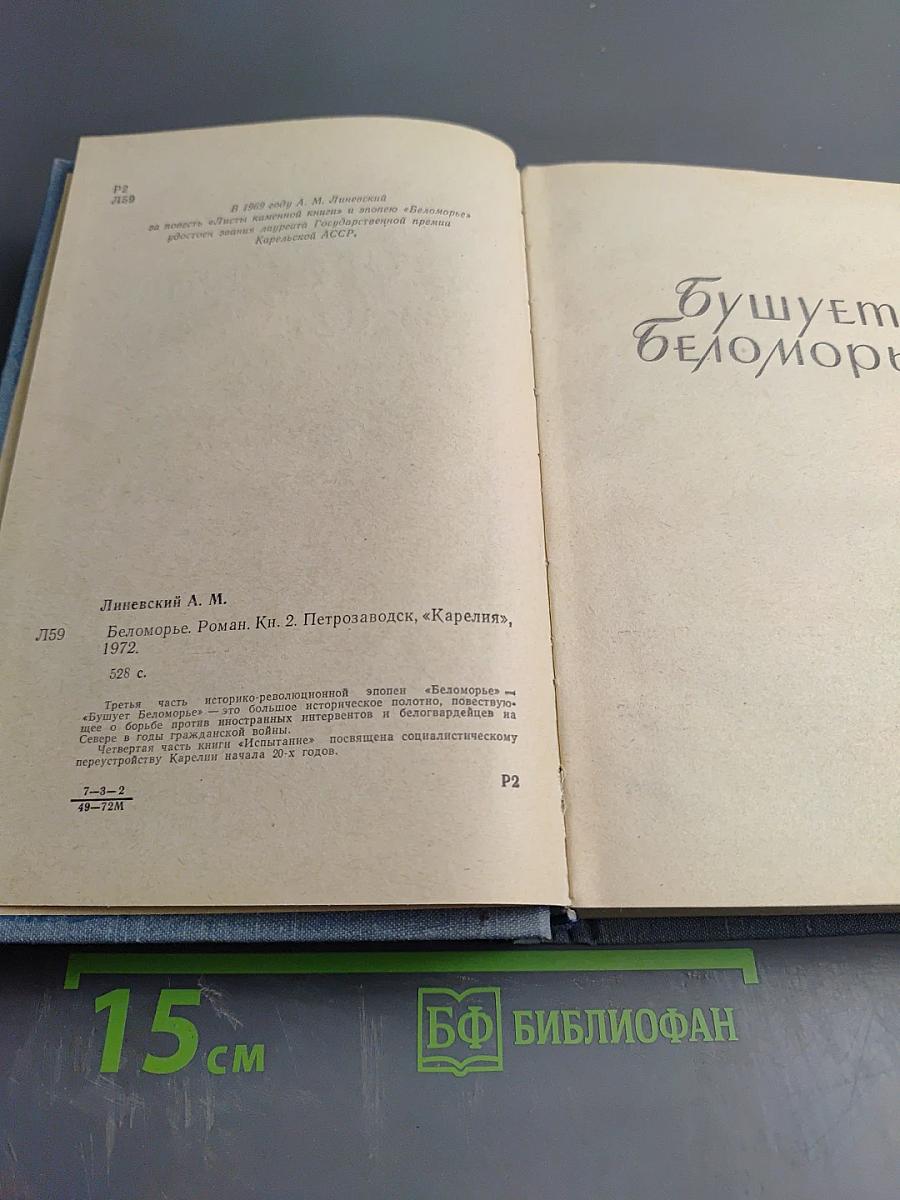 Р2
Л59
В 1969 году А. М. Линевский
за повесть «Листы каменной книги» и эпопею «Беломорье»
удостоен звания лауреата Государственной премии
Карельской АССР.
Линевский А. М.
Л59 Беломорье. Роман. Кн. 2. Петрозаводск, «Карелия»,
1972.
528 с.
Третья часть историко-революционной эпопеи «Беломорье» —
«Бушует Беломорье» — это большое историческое полотно, повествую-
щее о борьбе против иностранных интервентов и белогвардейцев на
Севере в годы гражданской войны.
Четвертая часть книги «Испытание» посвящена социалистическому
переустройству Карелии начала 20-х годов.
7—3—2
49—72М
Р2
Бушует
Беломорь
15 см
БФ БИБЛИОФАН